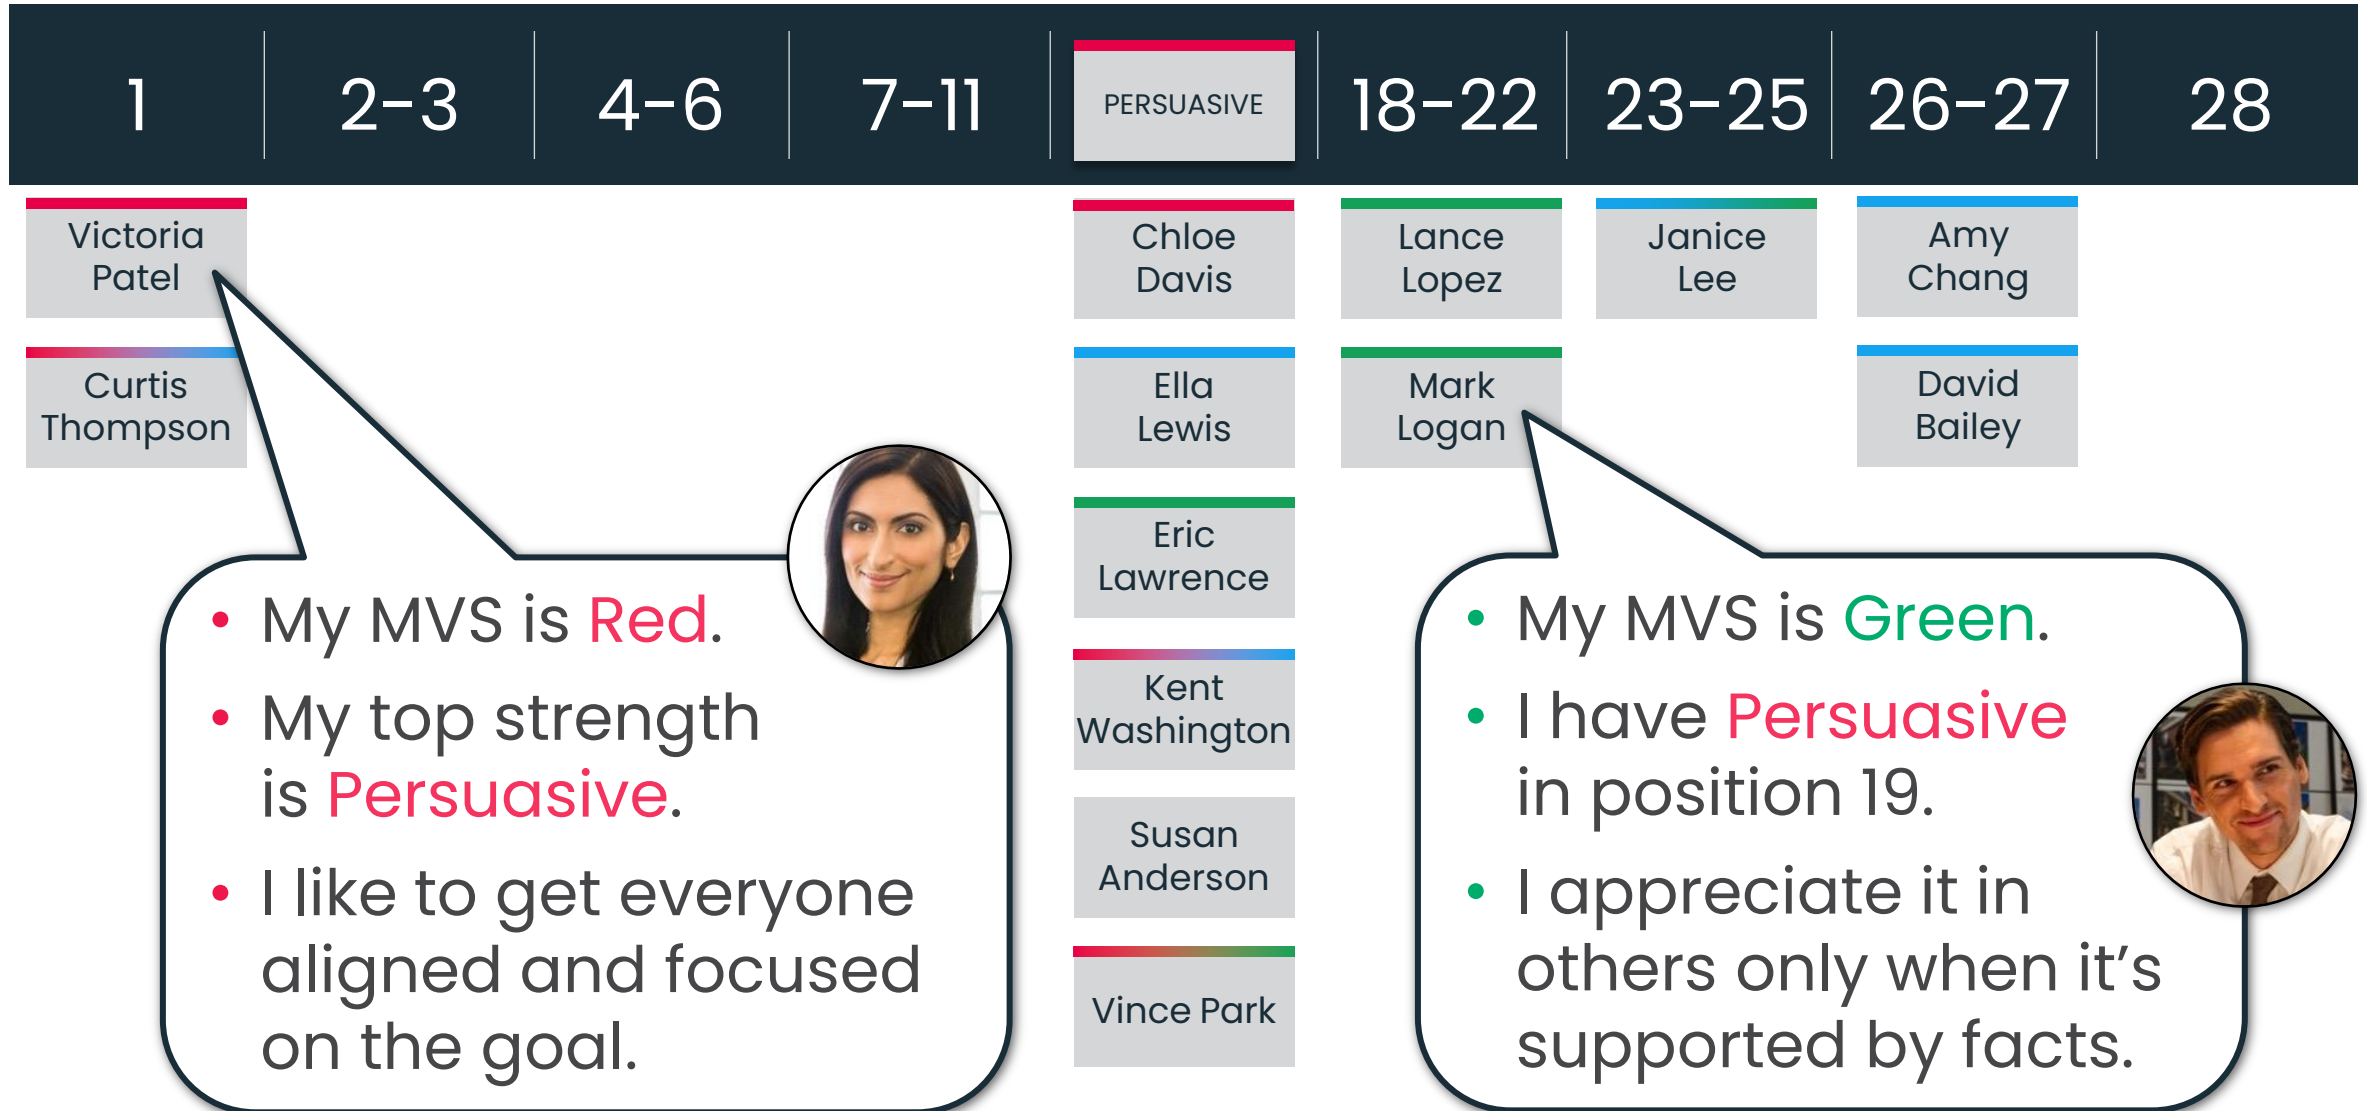 1
2-3
4-6
7-11
PERSUASIVE
18-22
23-25
26-27
28
Victoria
Patel
Curtis
Thompson
Chloe
Davis
Ella
Lewis
Eric
Lawrence
Kent
Washington
Susan
Anderson
Vince Park
Lance
Lopez
Mark
Logan
Janice
Lee
Amy
Chang
David
Bailey
• My MVS is Red.
• My top strength
is Persuasive.
• I like to get everyone
aligned and focused
on the goal.
• My MVS is Green.
• I have Persuasive
in position 19.
• I appreciate it in
others only when it’s
supported by facts.